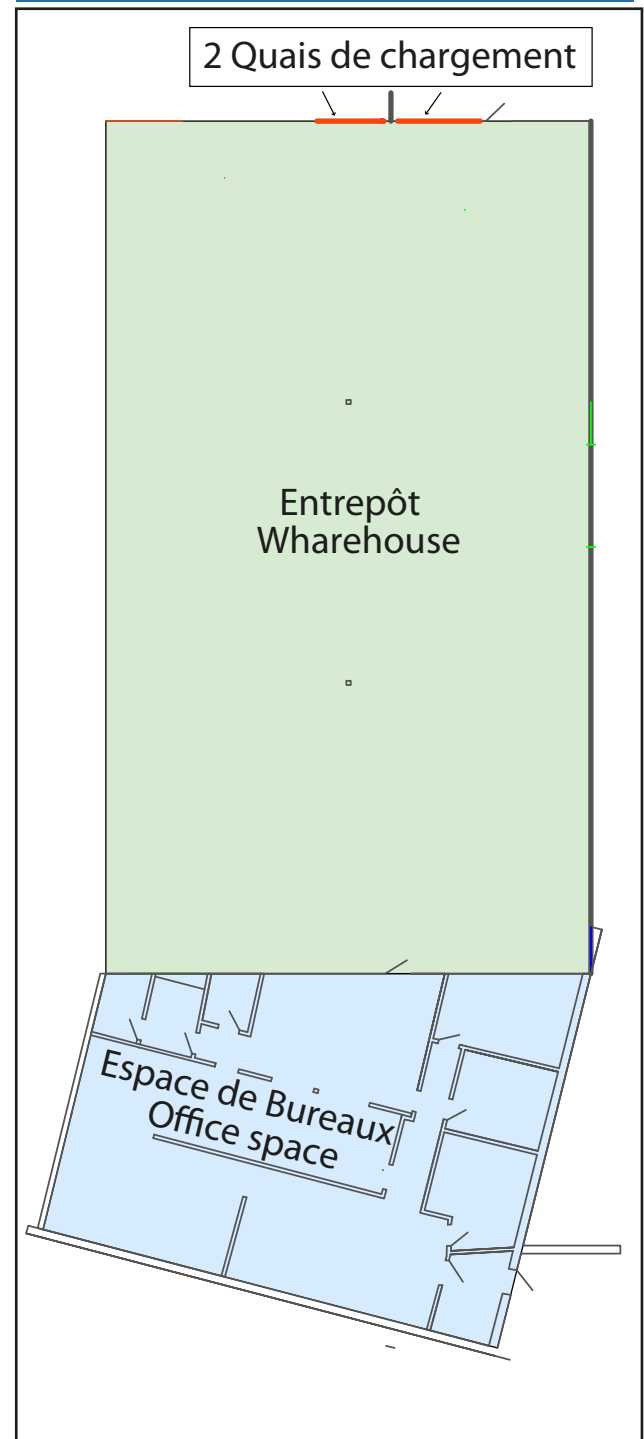 2 Quais de chargement
Entrepôt
Wharehouse
Espace de Bureaux
Office space